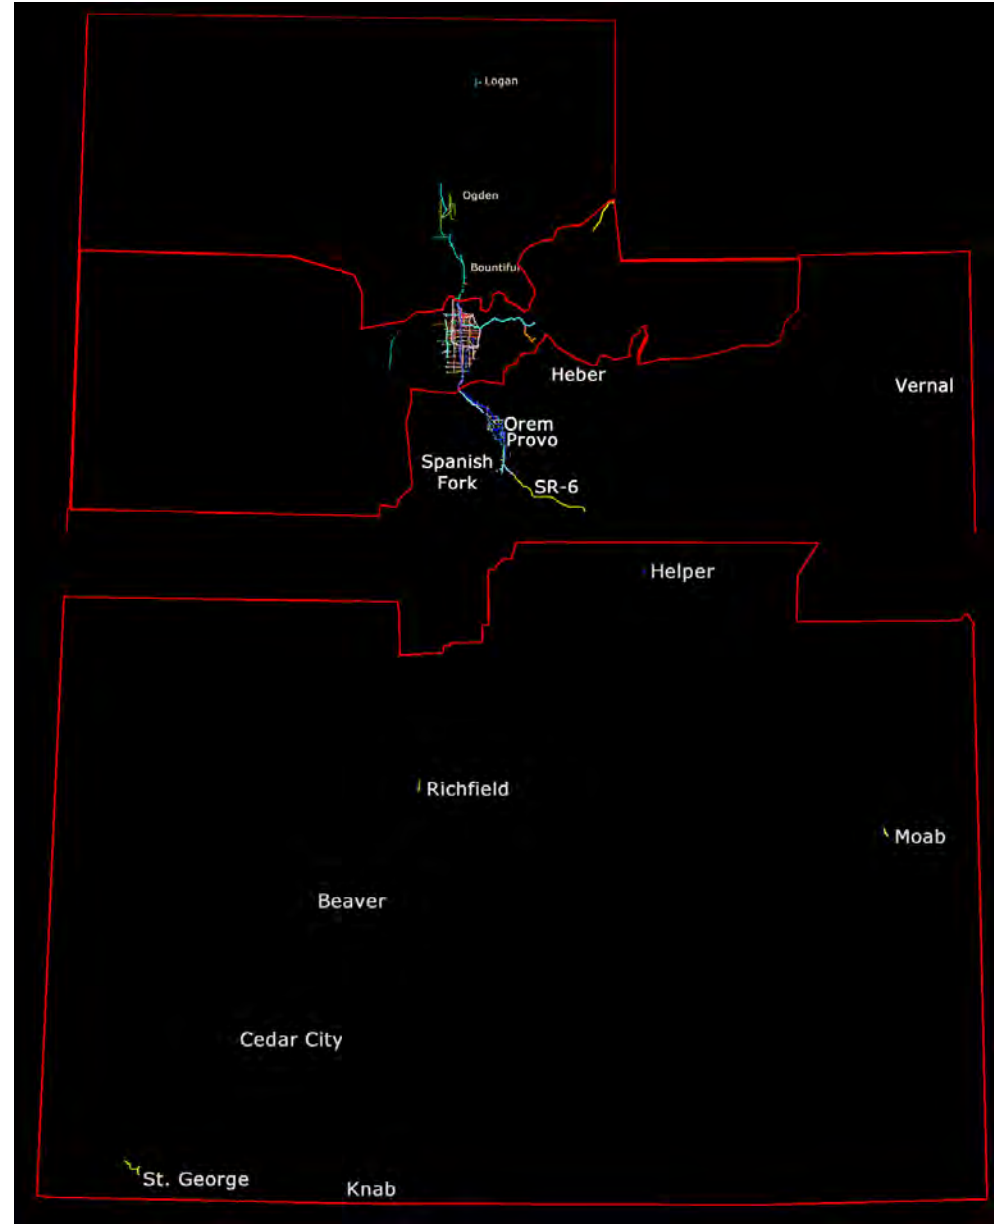 Logan
Ogden
Bountiful
Heber
Vernal
Orem
Provo
Spanish
Fork
SR-6
Helper
Richfield
Moab
Beaver
Cedar City
St. George
Knab